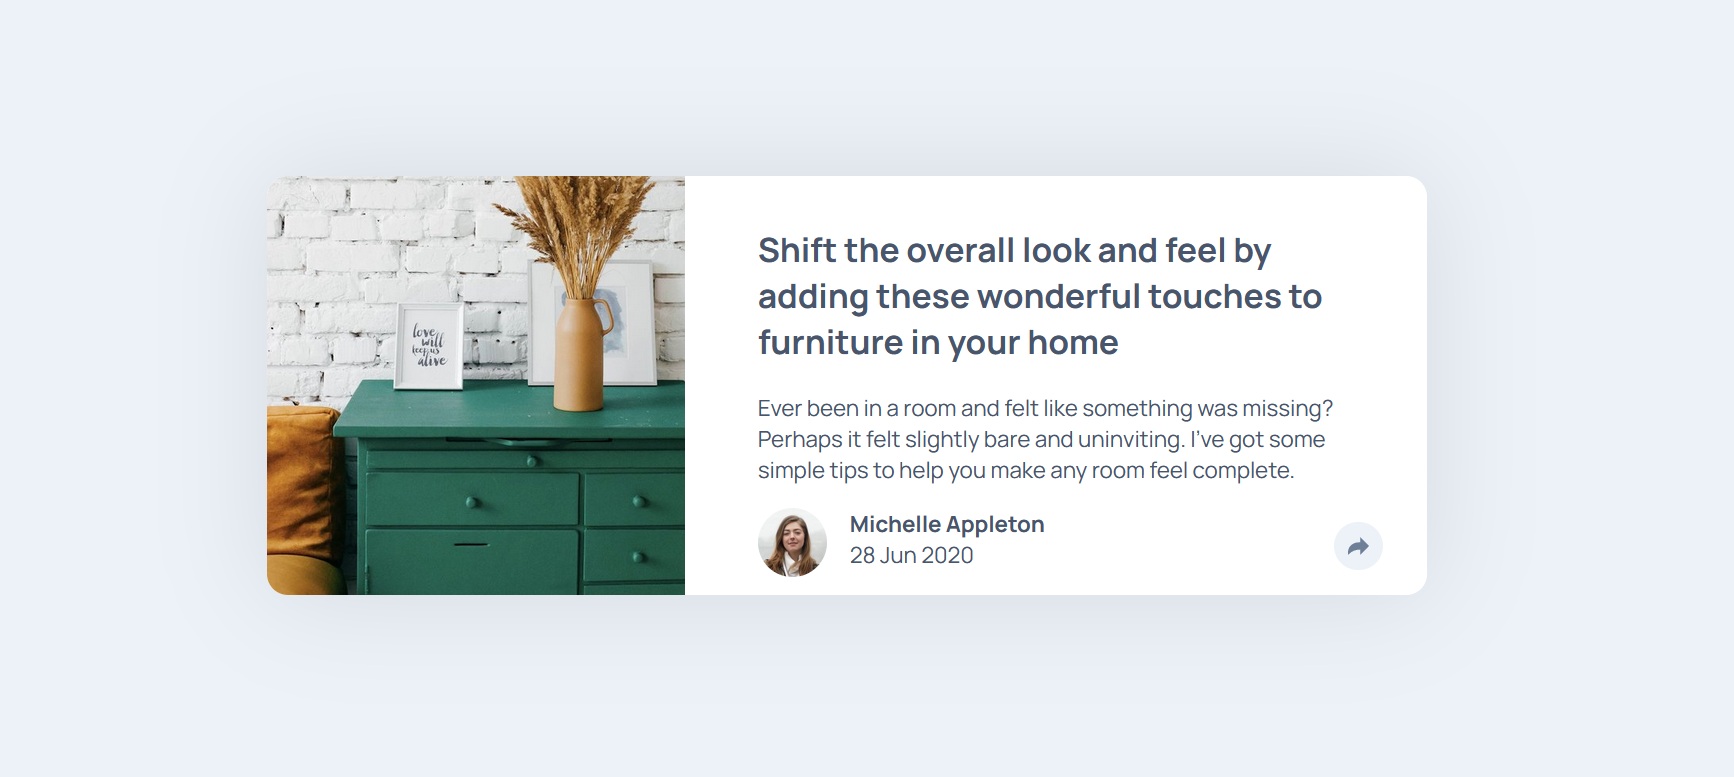 love
will
keep us
alive
Shift the overall look and feel by
adding these wonderful touches to
furniture in your home
Ever been in a room and felt like something was missing?
Perhaps it felt slightly bare and uninviting. I’ve got some
simple tips to help you make any room feel complete.
Michelle Appleton
28 Jun 2020